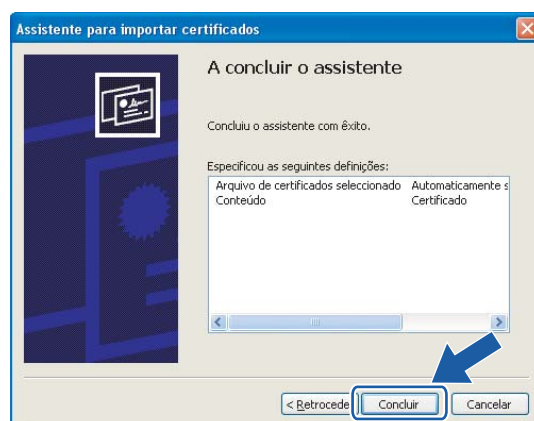 Assistente para importar certificados
A concluir o assistente
Concluiu o assistente com êxito.
Especificou as seguintes definições:
Arquivo de certificados seleccionado Automaticamente s
Conteúdo Certificado
< Retrocede Concluir Cancelar